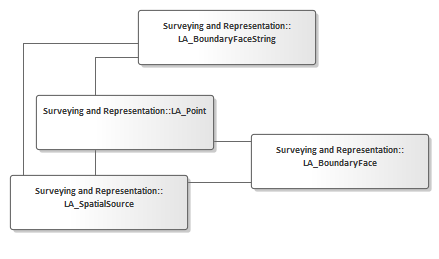 Surveying and Representation::
LA_BoundaryFaceString
Surveying and Representation::LA_Point
Surveying and Representation::
LA_BoundaryFace
Surveying and Representation::
LA_SpatialSource